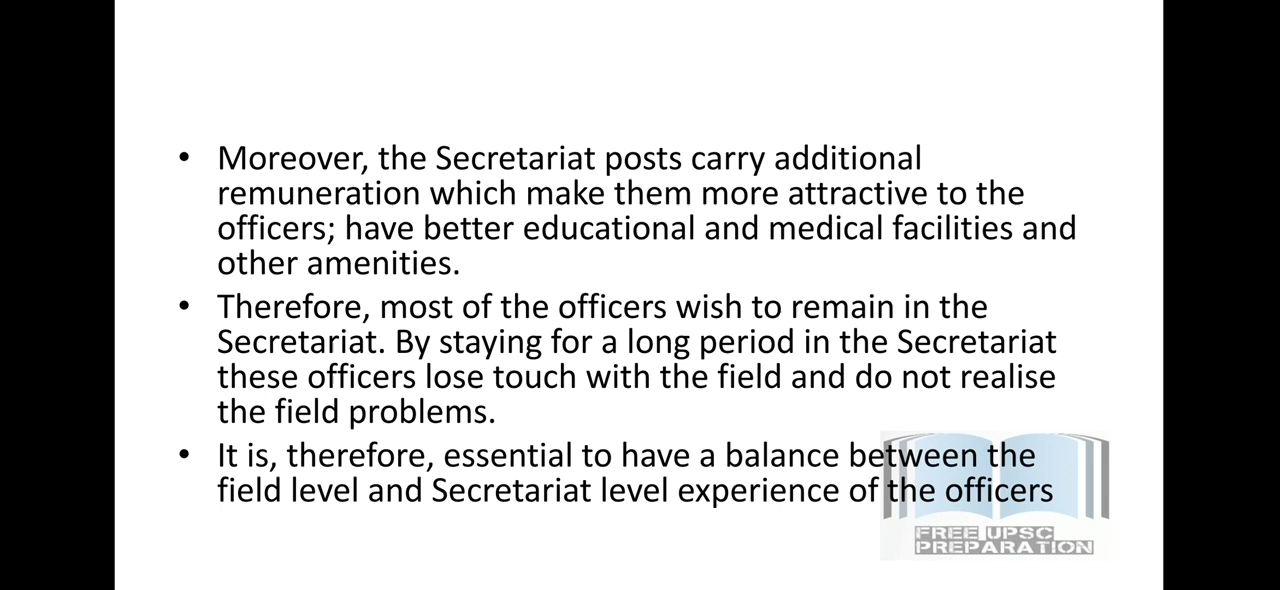 • Moreover, the Secretariat posts carry additional
remuneration which make them more attractive to the
officers; have better educational and medical facilities and
other amenities.
• Therefore, most of the officers wish to remain in the
Secretariat. By staying for a long period in the Secretariat
these officers lose touch with the field and do not realise
the field problems.
• It is, therefore, essential to have a balance between the
field level and Secretariat level experience of the officers
FREE UPSC
PREPARATION